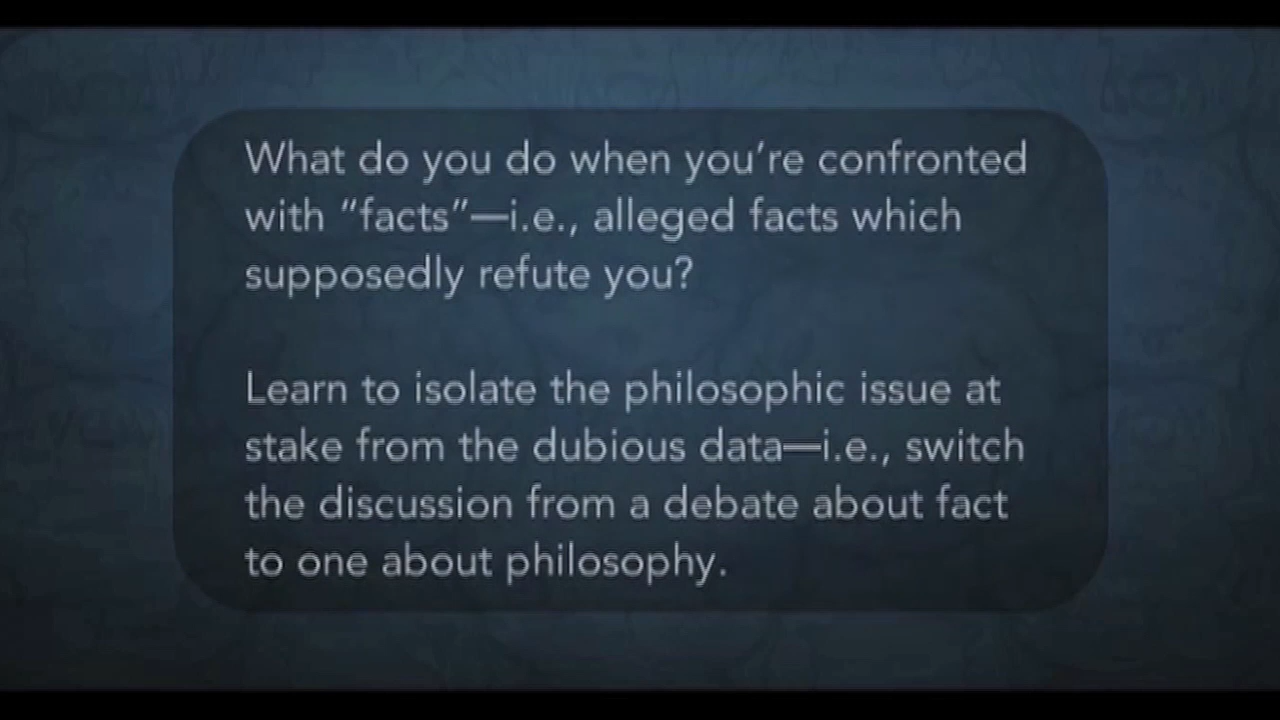 What do you do when you’re confronted
with “facts”—i.e., alleged facts which
supposedly refute you?
Learn to isolate the philosophic issue at
stake from the dubious data—i.e., switch
the discussion from a debate about fact
to one about philosophy.